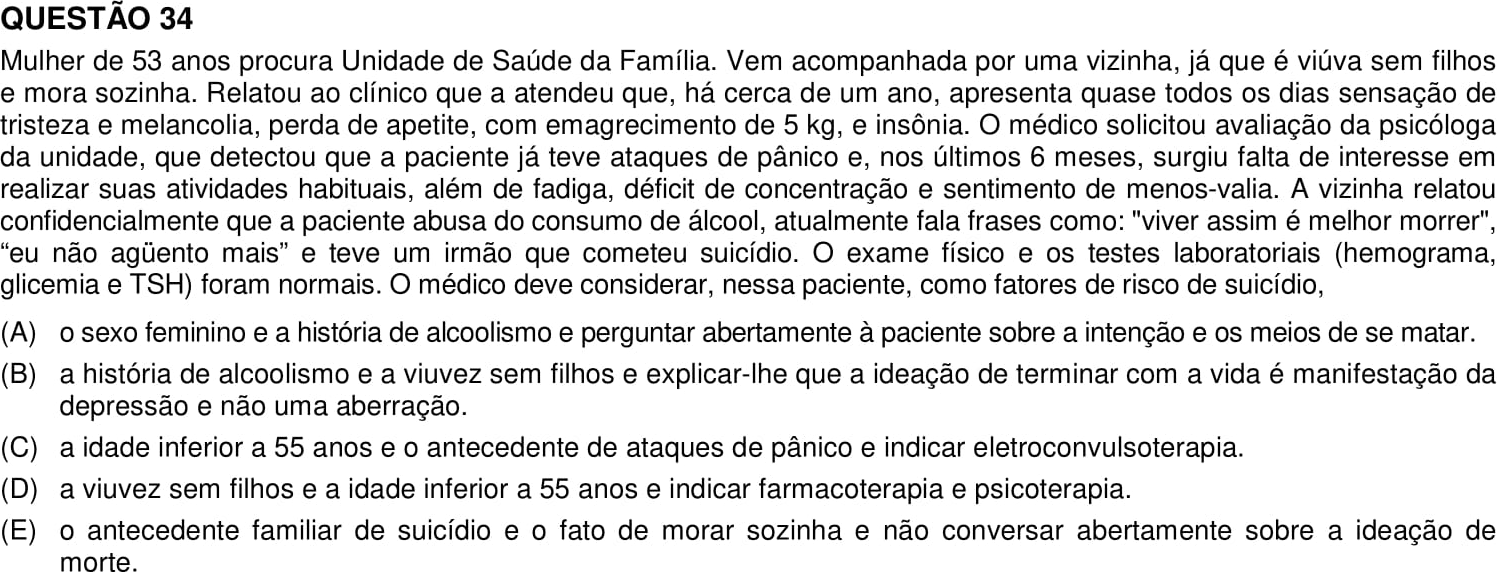 QUESTÃO 34
Mulher de 53 anos procura Unidade de Saúde da Família. Vem acompanhada por uma vizinha, já que é viúva sem filhos
e mora sozinha. Relatou ao clínico que a atendeu que, há cerca de um ano, apresenta quase todos os dias sensação de
tristeza e melancolia, perda de apetite, com emagrecimento de 5 kg, e insônia. O médico solicitou avaliação da psicóloga
da unidade, que detectou que a paciente já teve ataques de pânico e, nos últimos 6 meses, surgiu falta de interesse em
realizar suas atividades habituais, além de fadiga, déficit de concentração e sentimento de menos-valia. A vizinha relatou
confidencialmente que a paciente abusa do consumo de álcool, atualmente fala frases como: "viver assim é melhor morrer",
“eu não agüento mais” e teve um irmão que cometeu suicídio. O exame físico e os testes laboratoriais (hemograma,
glicemia e TSH) foram normais. O médico deve considerar, nessa paciente, como fatores de risco de suicídio,
(A) o sexo feminino e a história de alcoolismo e perguntar abertamente à paciente sobre a intenção e os meios de se matar.
(B) a história de alcoolismo e a viuvez sem filhos e explicar-lhe que a ideação de terminar com a vida é manifestação da
depressão e não uma aberração.
(C) a idade inferior a 55 anos e o antecedente de ataques de pânico e indicar eletroconvulsoterapia.
(D) a viuvez sem filhos e a idade inferior a 55 anos e indicar farmacoterapia e psicoterapia.
(E) o antecedente familiar de suicídio e o fato de morar sozinha e não conversar abertamente sobre a ideação de
morte.